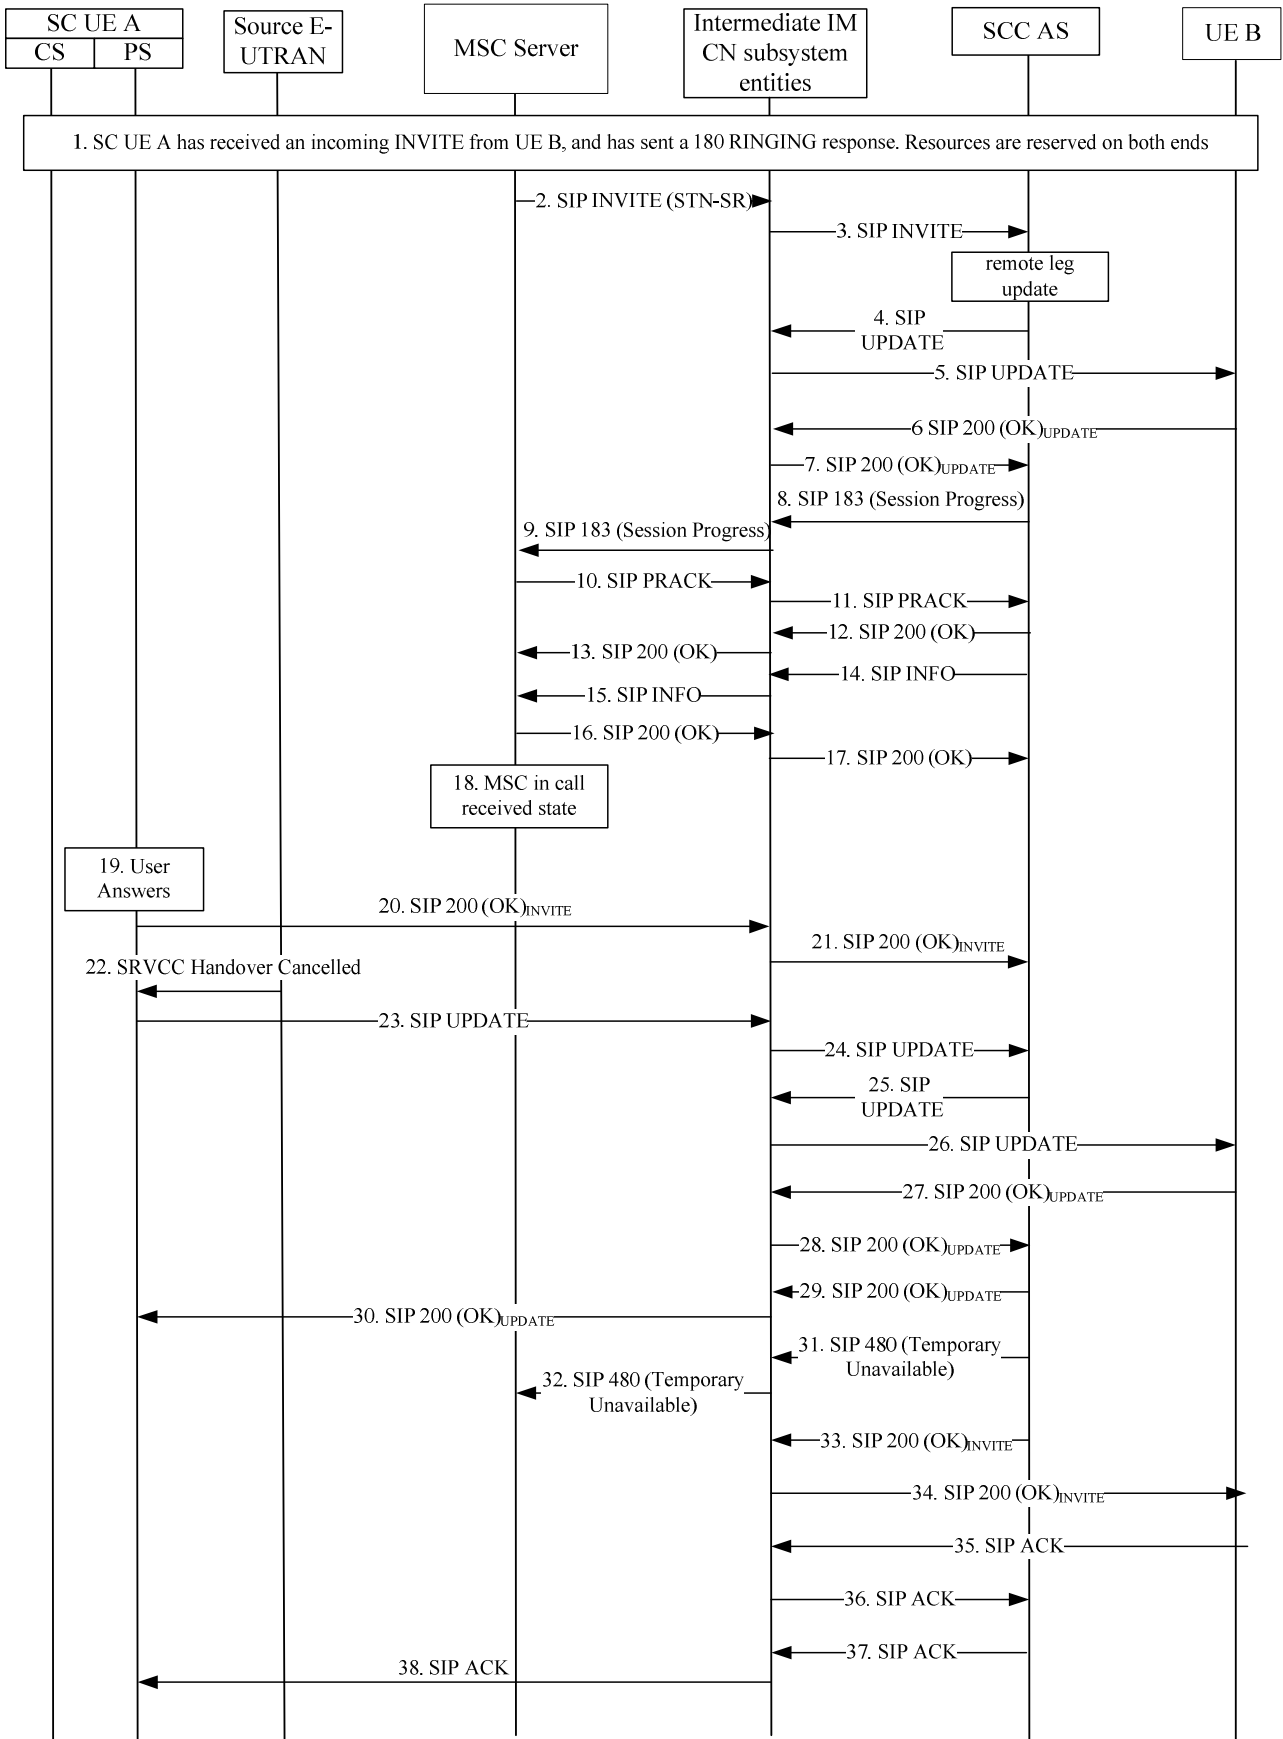 SC UE A
CS
PS
Source E-
UTRAN
MSC Server
Intermediate IM
CN subsystem
entities
SCC AS
UE B
1. SC UE A has received an incoming INVITE from UE B, and has sent a 180 RINGING response. Resources are reserved on both ends
2. SIP INVITE (STN-SR)
3. SIP INVITE
remote leg
update
4. SIP
UPDATE
5. SIP UPDATE
6 SIP 200 (OK)UPDATE
7. SIP 200 (OK)UPDATE
8. SIP 183 (Session Progress)
9. SIP 183 (Session Progress)
10. SIP PRACK
11. SIP PRACK
12. SIP 200 (OK)
13. SIP 200 (OK)
14. SIP INFO
15. SIP INFO
16. SIP 200 (OK)
17. SIP 200 (OK)
18. MSC in call
received state
19. User
Answers
20. SIP 200 (OK)INVITE
21. SIP 200 (OK)INVITE
22. SRVCC Handover Cancelled
23. SIP UPDATE
24. SIP UPDATE
25. SIP
UPDATE
26. SIP UPDATE
27. SIP 200 (OK)UPDATE
28. SIP 200 (OK)UPDATE
29. SIP 200 (OK)UPDATE
30. SIP 200 (OK)UPDATE
31. SIP 480 (Temporary
Unavailable)
32. SIP 480 (Temporary
Unavailable)
33. SIP 200 (OK)INVITE
34. SIP 200 (OK)INVITE
35. SIP ACK
36. SIP ACK
37. SIP ACK
38. SIP ACK